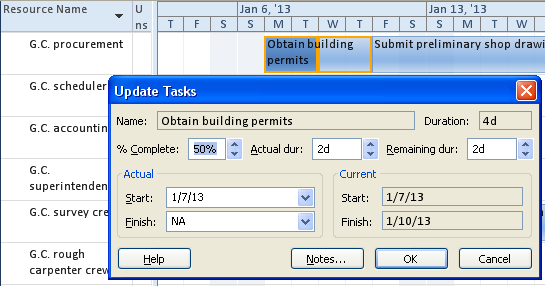 Resource Name
U
ns
Jan 6, '13
Jan 13, '13
T F S S M T W T F S S M T W T
G.C. procurement
Obtain building
permits
Submit preliminary shop drawi
G.C. scheduler
G.C. accountin
G.C.
superintenden
G.C. survey cre
G.C. rough
carpenter crew
Update Tasks
Name: Obtain building permits Duration: 4d
% Complete: 50% Actual dur: 2d Remaining dur: 2d
Actual
Current
Start: 1/7/13 Start: 1/7/13
Finish: NA Finish: 1/10/13
Help Notes... OK Cancel